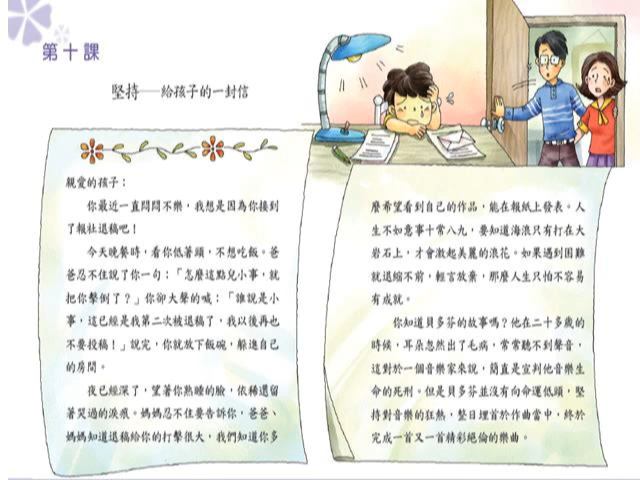 第十課
堅持──給孩子的一封信
親愛的孩子：
你最近一直悶悶不樂，我想是因為你接到
了報社退稿吧！
今天晚餐時，看你低著頭，不想吃飯。爸
爸忍不住說了你一句：「怎麼這點兒小事，就
把你擊倒了？」你卻大聲的喊：「誰說是小
事，這已經是我第二次被退稿了，我以後再也
不要投稿！」說完，你就放下飯碗，躲進自己
的房間。
夜已經深了，望著你熟睡的臉，依稀還留
著哭過的淚痕。媽媽忍不住要告訴你，爸爸、
媽媽知道退稿給你的打擊很大，我們知道你多
麼希望看到自己的作品，能在報紙上發表。人
生不如意事十常八九，要知道海浪只有打在大
岩石上，才會激起美麗的浪花。如果遇到困難
就退縮不前，輕言放棄，那麼人生只怕不容易
有成就。
你知道貝多芬的故事嗎？他在二十多歲的
時候，耳朵忽然出了毛病，常常聽不到聲音，
這對於一個音樂家來說，簡直是宣判他音樂生
命的死刑。但是貝多芬並沒有向命運低頭，堅
持對音樂的狂熱，整日埋首於作曲當中，終於
完成一首又一首精彩絕倫的樂曲。